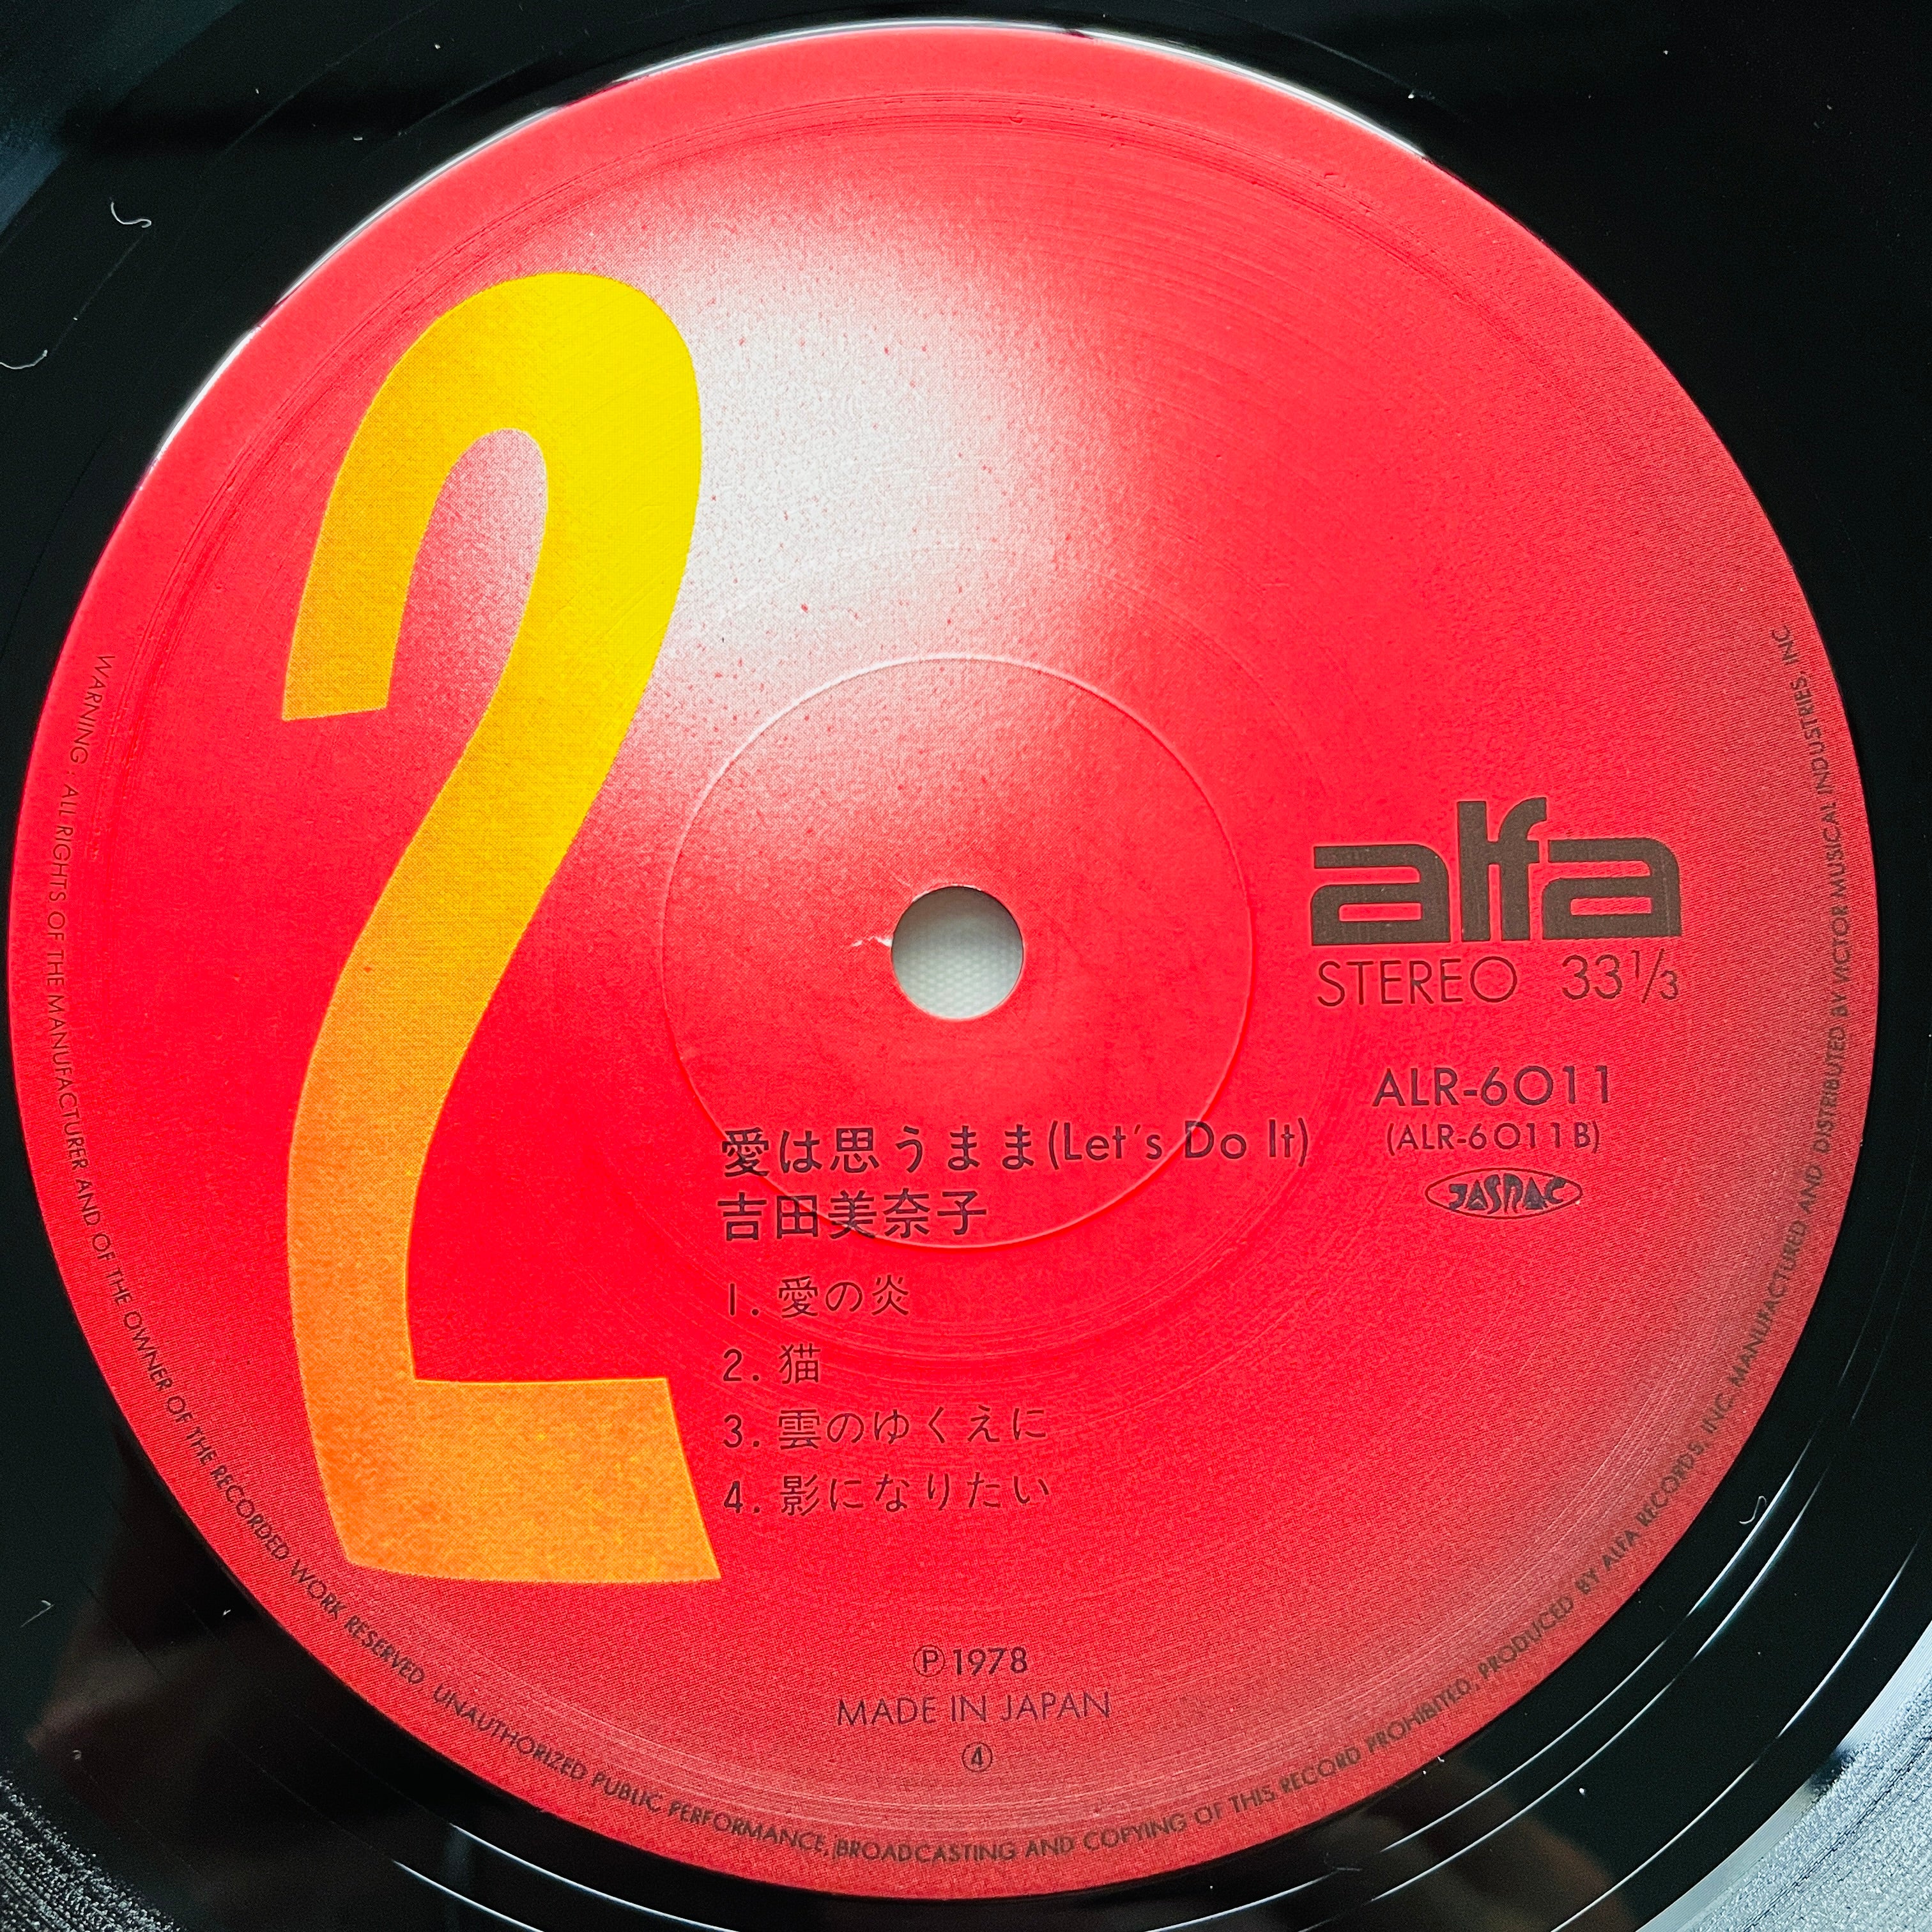 2
alfa
STEREO 33 1/3
ALR-6011
(ALR-6011B)
JASRAC
愛は思うまま(Let's Do It)
吉田美奈子
1. 愛の炎
2. 猫
3. 雲のゆくえに
4. 影になりたい
Ⓟ1978
MADE IN JAPAN
④
WARNING : ALL RIGHTS OF THE MANUFACTURER AND OF THE OWNER OF THE RECORDED WORK RESERVED UNAUTHORIZED PUBLIC PERFORMANCE, BROADCASTING AND COPYING OF THIS RECORD PROHIBITED, PRODUCED BY ALFA RECORDS, INC. MANUFACTURED AND DISTRIBUTED BY VICTOR MUSICAL INDUSTRIES, INC